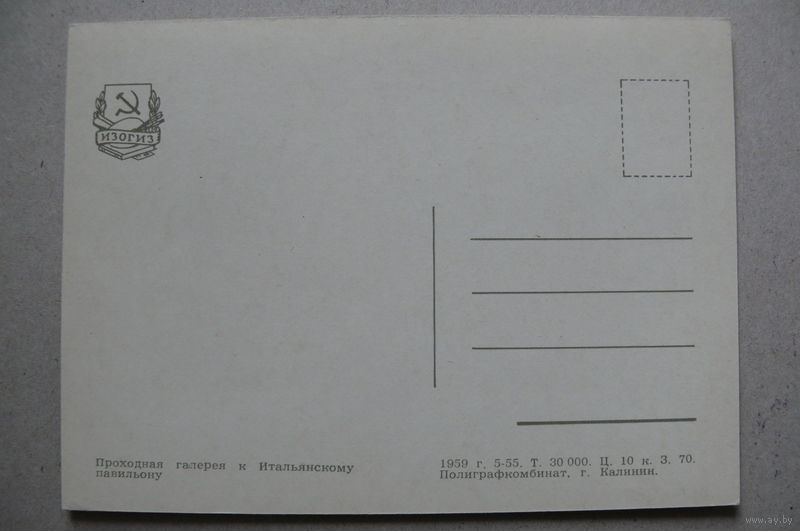 ИЗОГИЗ
Проходная галерея к Итальянскому
павильону
1959 г. 5-55. Т. 30 000. Ц. 10 к. З. 70.
Полиграфкомбинат, г. Калинин.
www.ay.by